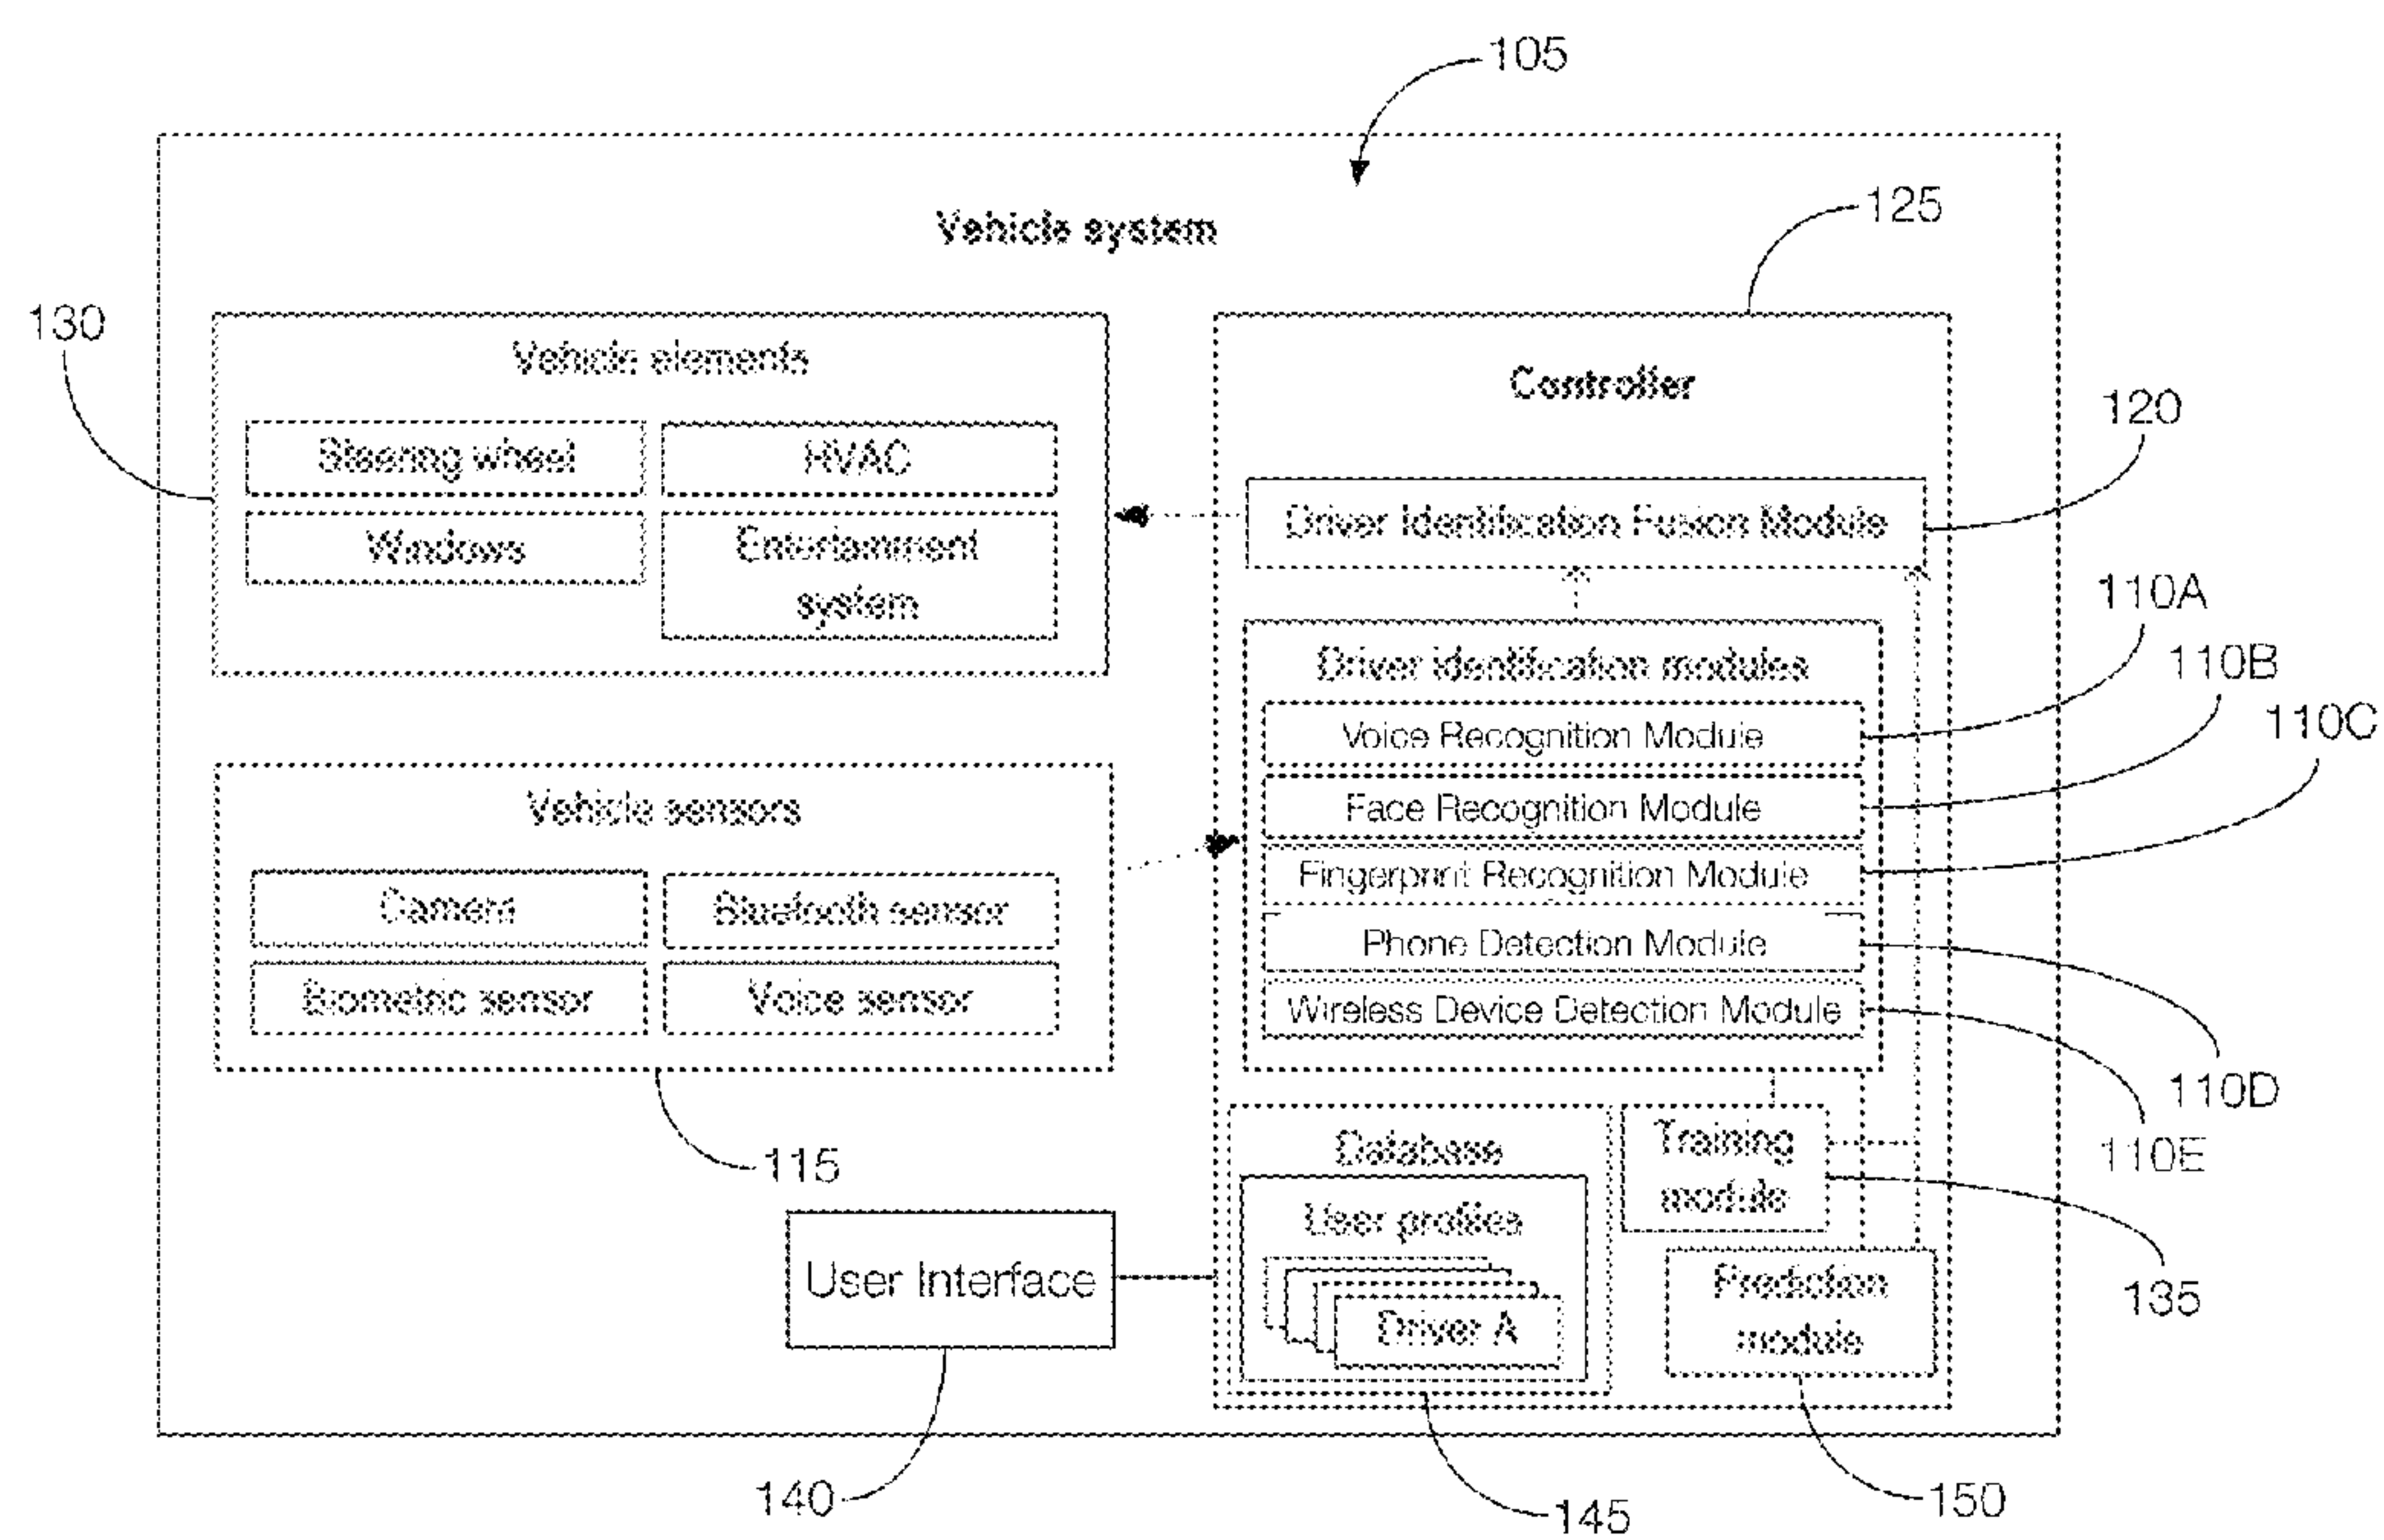 105
Vehicle system
125
130
Vehicle elements
Steering wheel
HVAC
Windows
Entertainment
system
Controller
120
Driver Identification Fusion Module
110A
Driver identification modules
110B
Voice Recognition Module
110C
Face Recognition Module
Fingerprint Recognition Module
Phone Detection Module
Wireless Device Detection Module
110D
110E
Vehicle sensors
Camera
Bluetooth sensor
Biometric sensor
Voice sensor
115
Database
User profiles
Driver A
Training
module
135
Prediction
module
User Interface
140
145
150